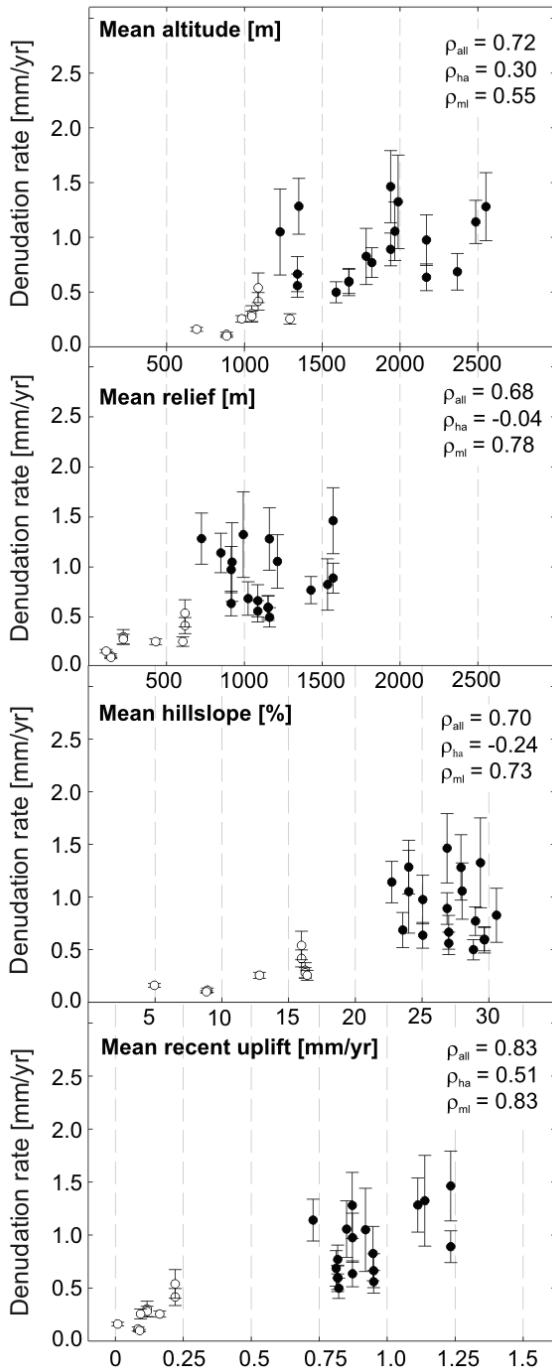 Mean altitude [m]
ρall = 0.72
ρha = 0.30
ρml = 0.55
Denudation rate [mm/yr]
2.5
2.0
1.5
1.0
0.5
0.0
500 1000 1500 2000 2500
Mean relief [m]
ρall = 0.68
ρha = -0.04
ρml = 0.78
Denudation rate [mm/yr]
2.5
2.0
1.5
1.0
0.5
0.0
500 1000 1500 2000 2500
Mean hillslope [%]
ρall = 0.70
ρha = -0.24
ρml = 0.73
Denudation rate [mm/yr]
2.5
2.0
1.5
1.0
0.5
0.0
5 10 15 20 25 30
Mean recent uplift [mm/yr]
ρall = 0.83
ρha = 0.51
ρml = 0.83
Denudation rate [mm/yr]
2.5
2.0
1.5
1.0
0.5
0.0
0 0.25 0.5 0.75 1.0 1.25 1.5